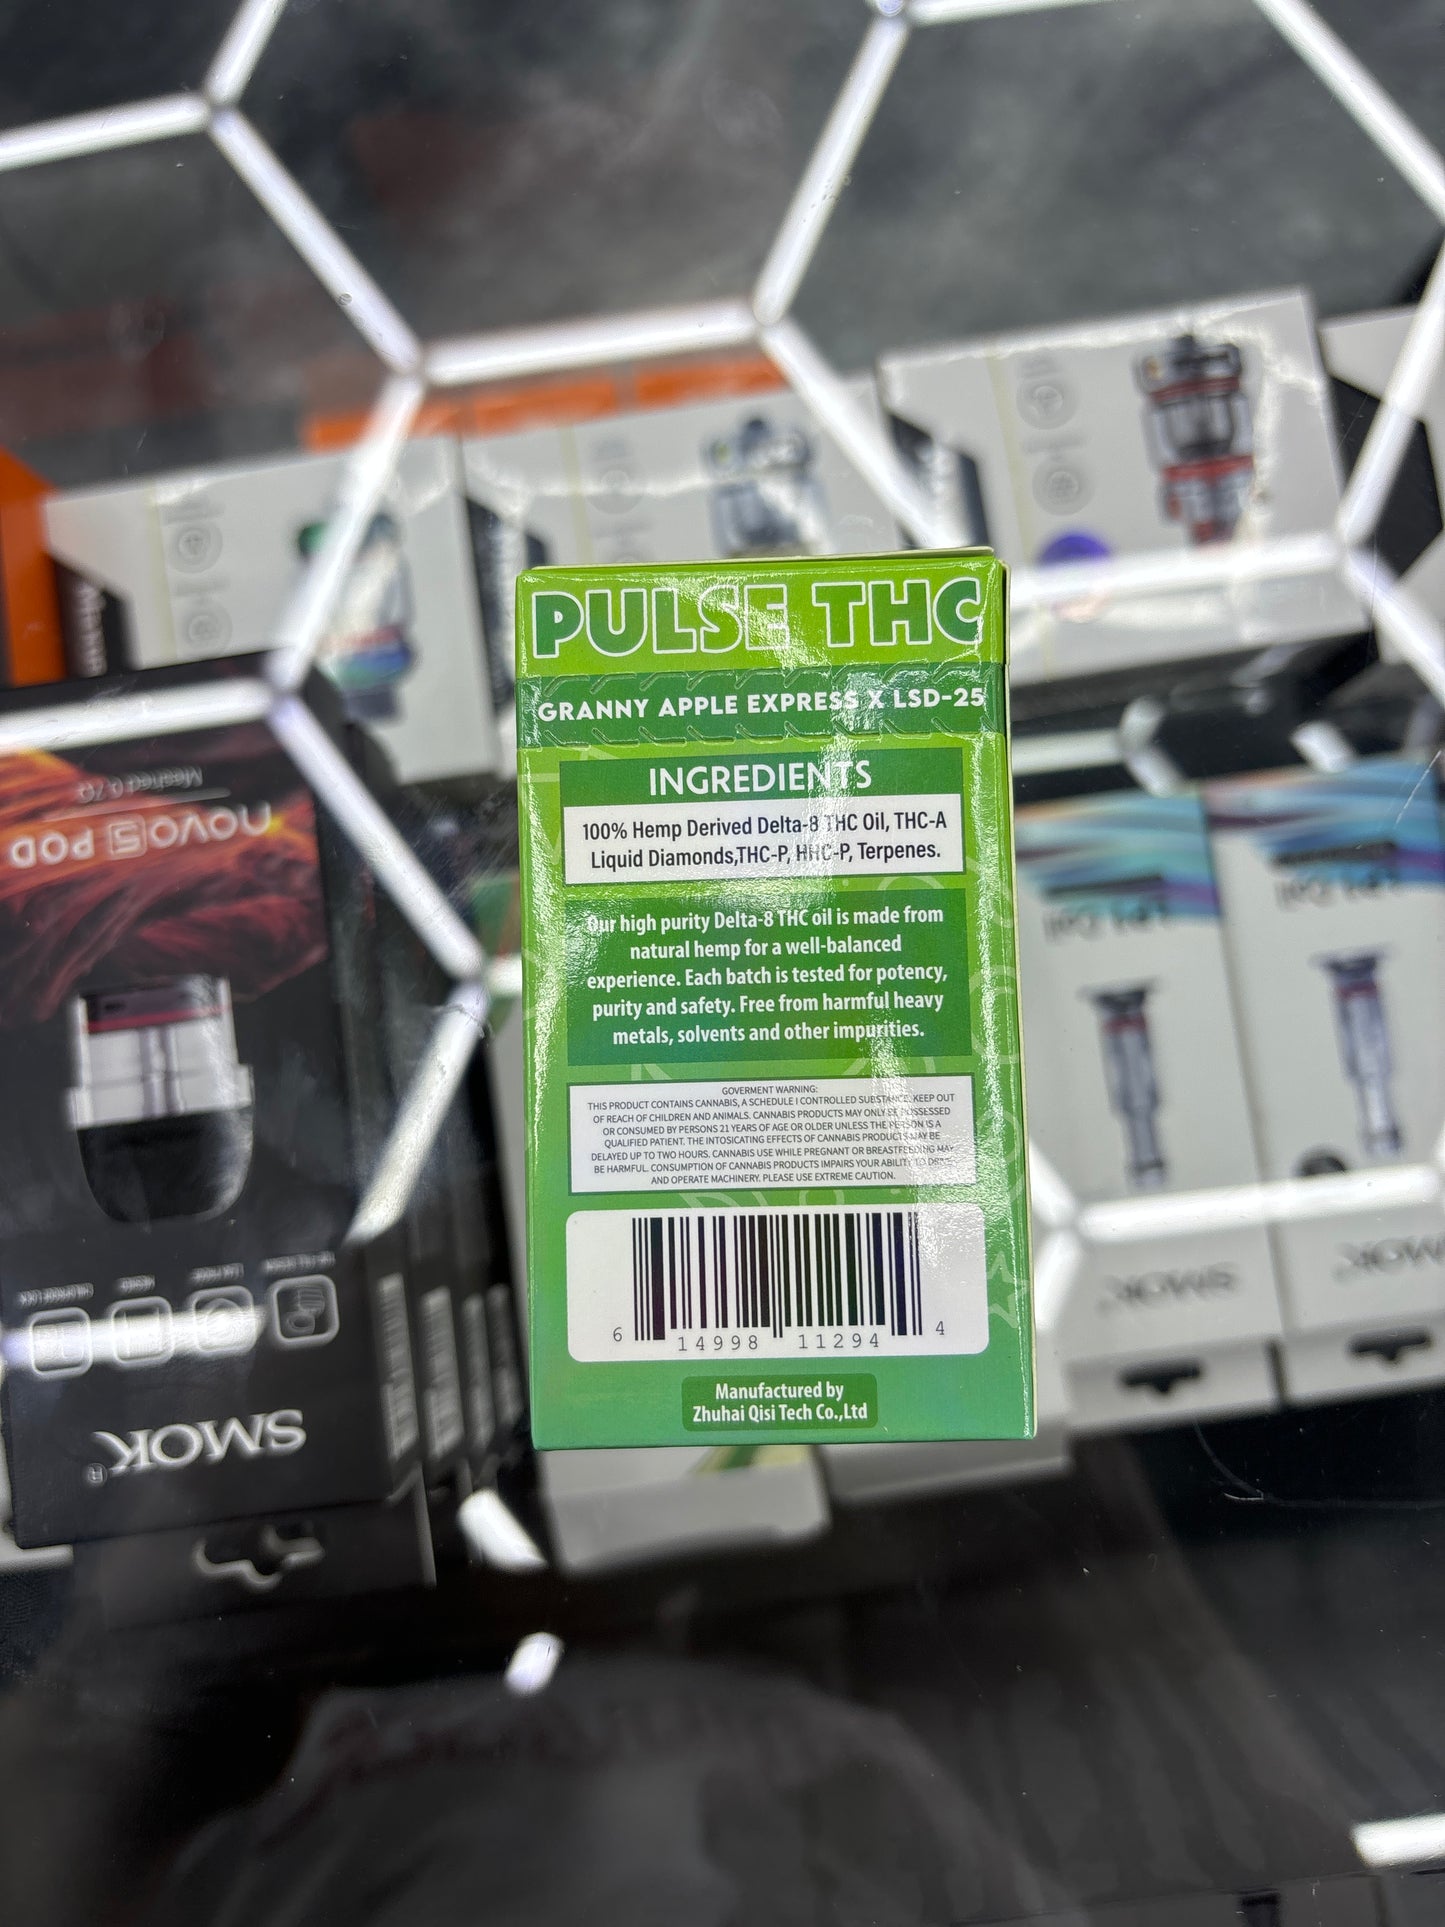 PULSE THC
GRANNY APPLE EXPRESS X LSD-25
INGREDIENTS
100% Hemp Derived Delta-8 THC Oil, THC-A
Liquid Diamonds,THC-P, HHC-P, Terpenes.
Our high purity Delta-8 THC oil is made from
natural hemp for a well-balanced
experience. Each batch is tested for potency,
purity and safety. Free from harmful heavy
metals, solvents and other impurities.
GOVERMENT WARNING:
THIS PRODUCT CONTAINS CANNABIS, A SCHEDULE I CONTROLLED SUBSTANCE. KEEP OUT
OF REACH OF CHILDREN AND ANIMALS. CANNABIS PRODUCTS MAY ONLY BE POSSESSED
OR CONSUMED BY PERSONS 21 YEARS OF AGE OR OLDER UNLESS THE PERSON IS A
QUALIFIED PATIENT. THE INTOSICATING EFFECTS OF CANNABIS PRODUCTS MAY BE
DELAYED UP TO TWO HOURS. CANNABIS USE WHILE PREGNANT OR BREASTFEEDING MAY
BE HARMFUL. CONSUMPTION OF CANNABIS PRODUCTS IMPAIRS YOUR ABILITY TO DRIVE
AND OPERATE MACHINERY. PLEASE USE EXTREME CAUTION.
6 14998 11294 4
Manufactured by
Zhuhai Qisi Tech Co.,Ltd
Meshed 0.7Ω
novo5 POD
SMOK
SMOK
SMOK